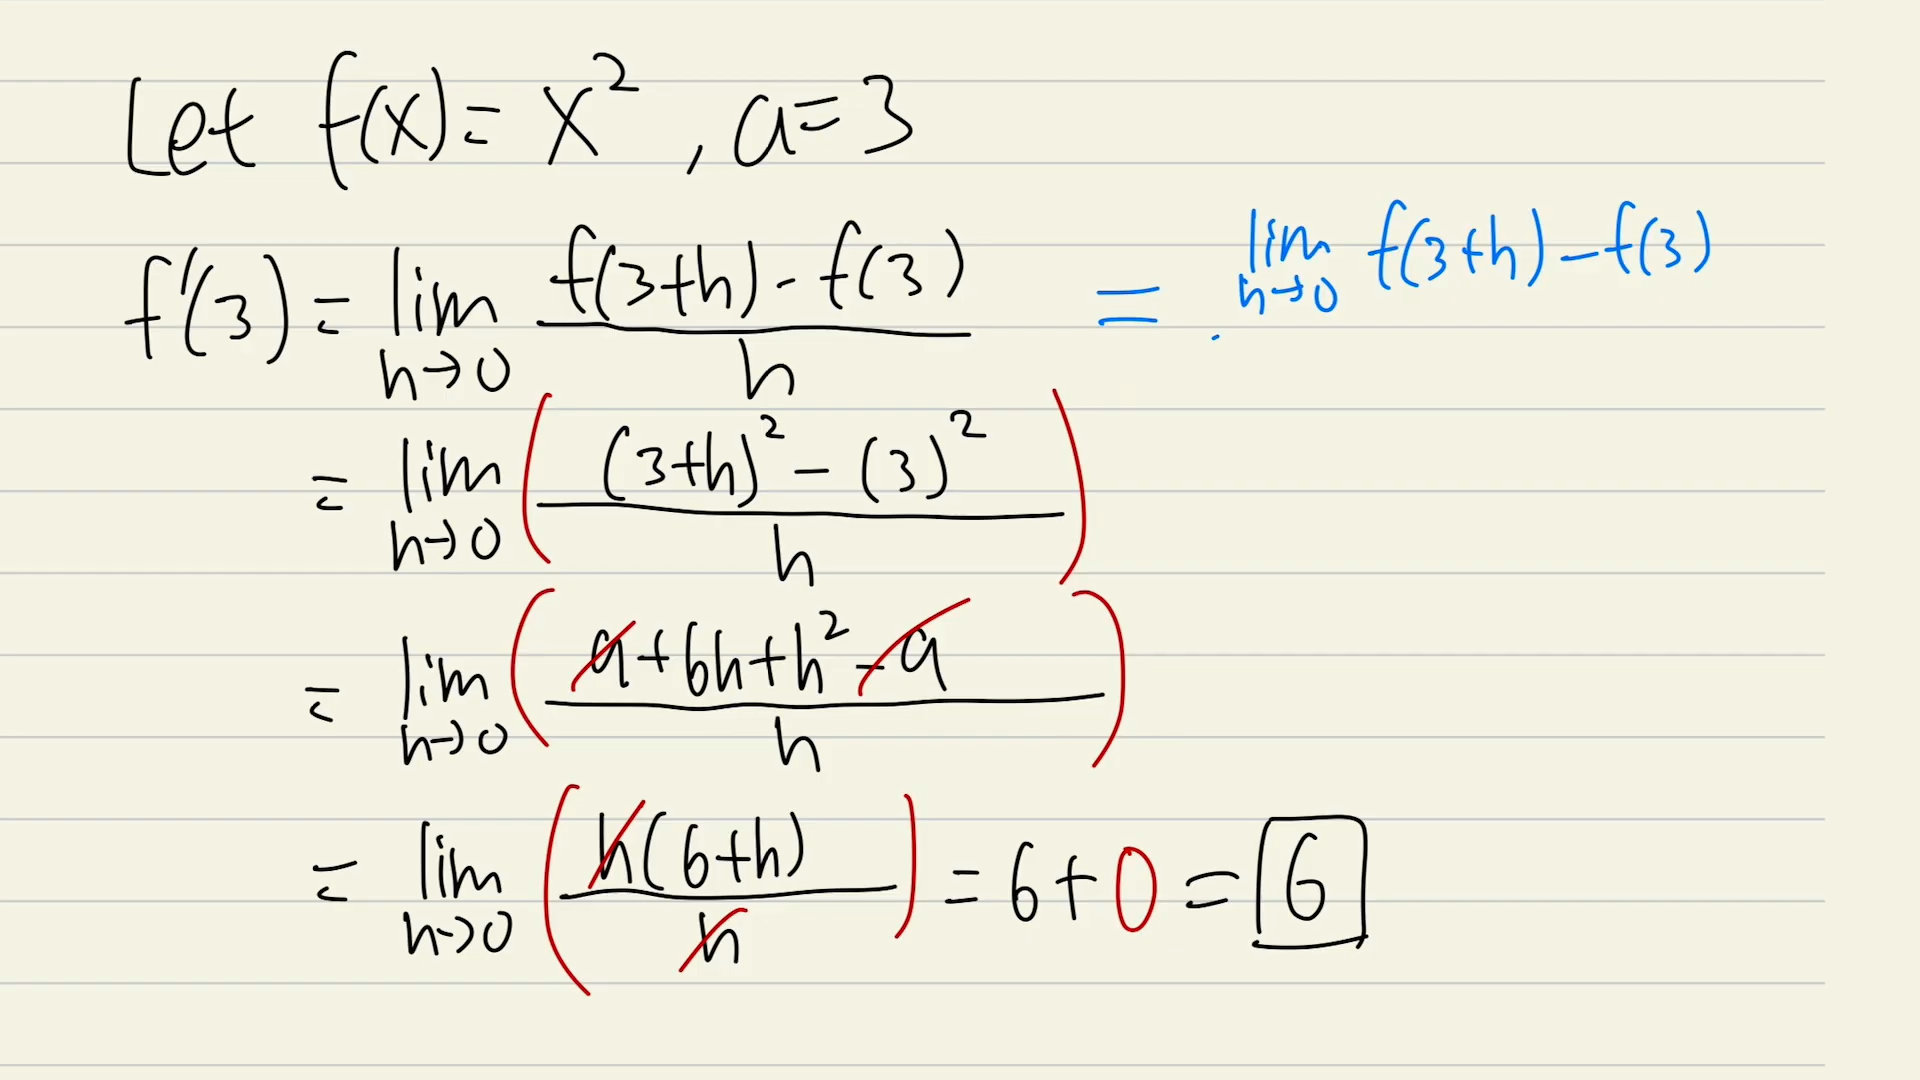 Let f(x) = x², a = 3
f'(3) = lim h→0 (f(3+h) - f(3))/h = lim h→0 f(3+h) - f(3)
= lim h→0 ((3+h)² - (3)²)/h
= lim h→0 (9+6h+h² - 9)/h
= lim h→0 (h(6+h)/h) = 6+0 = 6